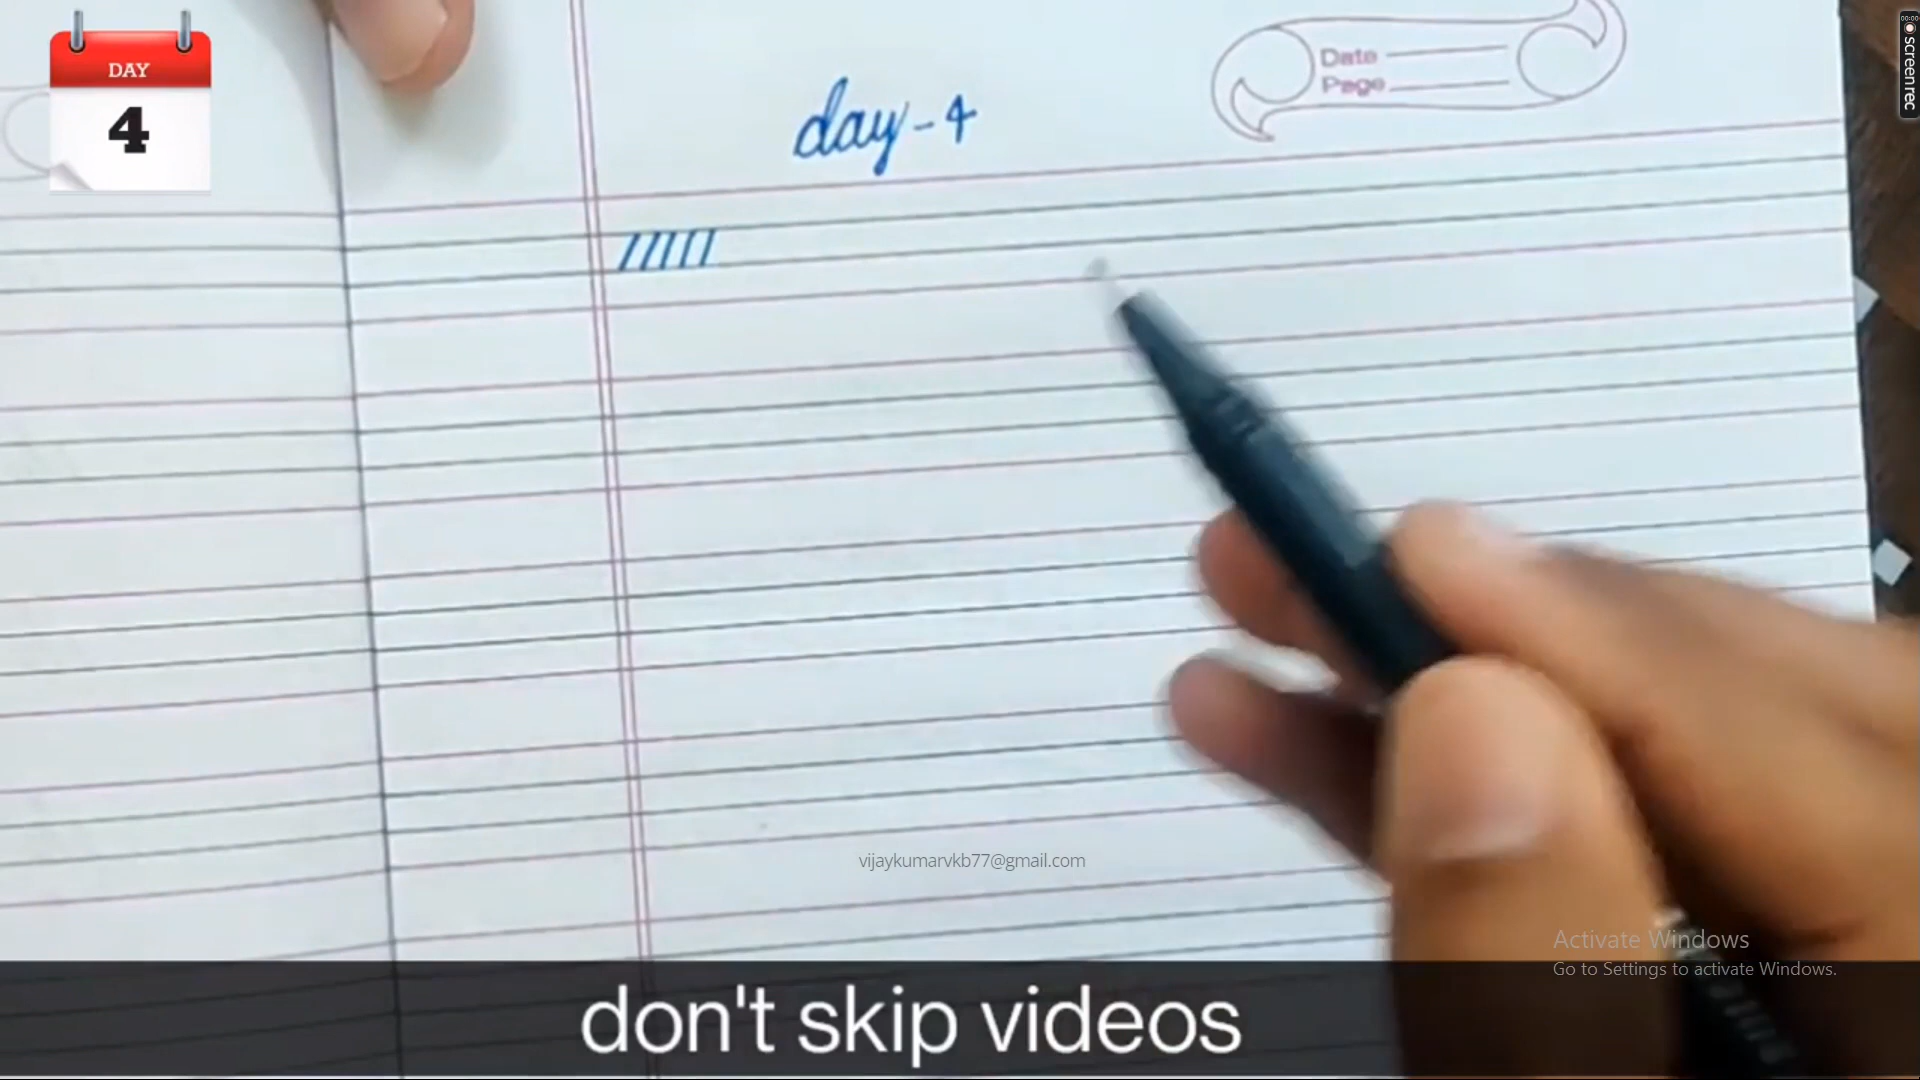 DAY
4
day-4
Date
Page
screenrec
vijaykumarvkb77@gmail.com
Activate Windows
Go to Settings to activate Windows.
don't skip videos